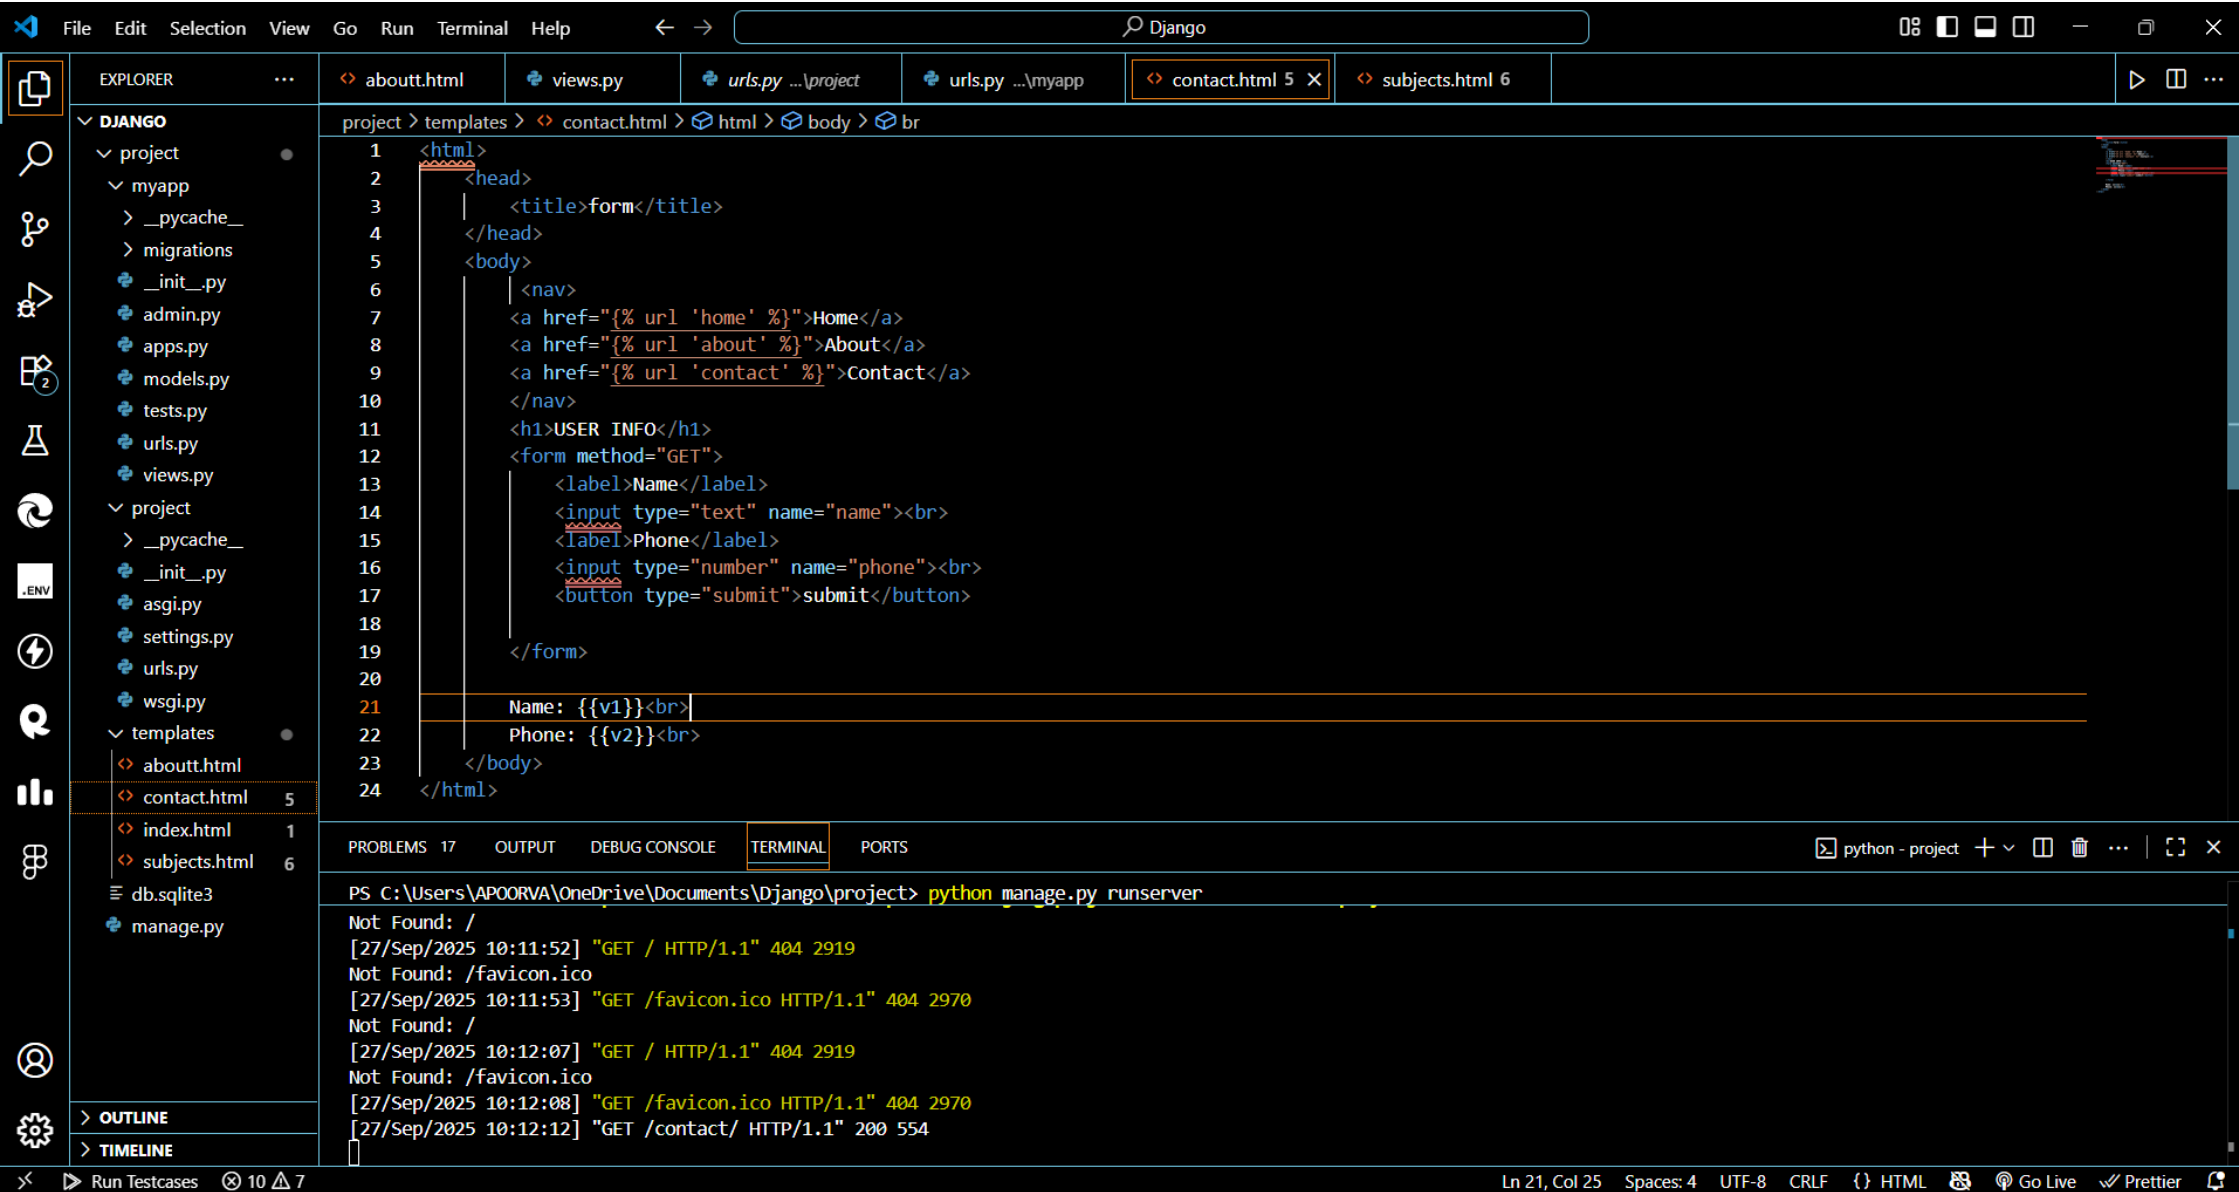 File Edit Selection View Go Run Terminal Help
Django
EXPLORER
aboutt.html
views.py
urls.py ...\project
urls.py ...\myapp
contact.html 5
subjects.html 6
DJANGO
project
myapp
__pycache__
migrations
__init__.py
admin.py
apps.py
models.py
tests.py
urls.py
views.py
project
__pycache__
__init__.py
asgi.py
settings.py
urls.py
wsgi.py
templates
aboutt.html
contact.html 5
index.html 1
subjects.html 6
db.sqlite3
manage.py
OUTLINE
TIMELINE
2
.ENV
project > templates > contact.html > html > body > br
1 <html>
2 <head>
3 <title>form</title>
4 </head>
5 <body>
6 <nav>
7 <a href="{% url 'home' %}">Home</a>
8 <a href="{% url 'about' %}">About</a>
9 <a href="{% url 'contact' %}">Contact</a>
10 </nav>
11 <h1>USER INFO</h1>
12 <form method="GET">
13 <label>Name</label>
14 <input type="text" name="name"><br>
15 <label>Phone</label>
16 <input type="number" name="phone"><br>
17 <button type="submit">submit</button>
18
19 </form>
20
21 Name: {{v1}}<br>
22 Phone: {{v2}}<br>
23 </body>
24 </html>
PROBLEMS 17 OUTPUT DEBUG CONSOLE TERMINAL PORTS
python - project
PS C:\Users\APOORVA\OneDrive\Documents\Django\project> python manage.py runserver
Not Found: /
[27/Sep/2025 10:11:52] "GET / HTTP/1.1" 404 2919
Not Found: /favicon.ico
[27/Sep/2025 10:11:53] "GET /favicon.ico HTTP/1.1" 404 2970
Not Found: /
[27/Sep/2025 10:12:07] "GET / HTTP/1.1" 404 2919
Not Found: /favicon.ico
[27/Sep/2025 10:12:08] "GET /favicon.ico HTTP/1.1" 404 2970
[27/Sep/2025 10:12:12] "GET /contact/ HTTP/1.1" 200 554
Run Testcases 10 7
Ln 21, Col 25 Spaces: 4 UTF-8 CRLF {} HTML Go Live Prettier